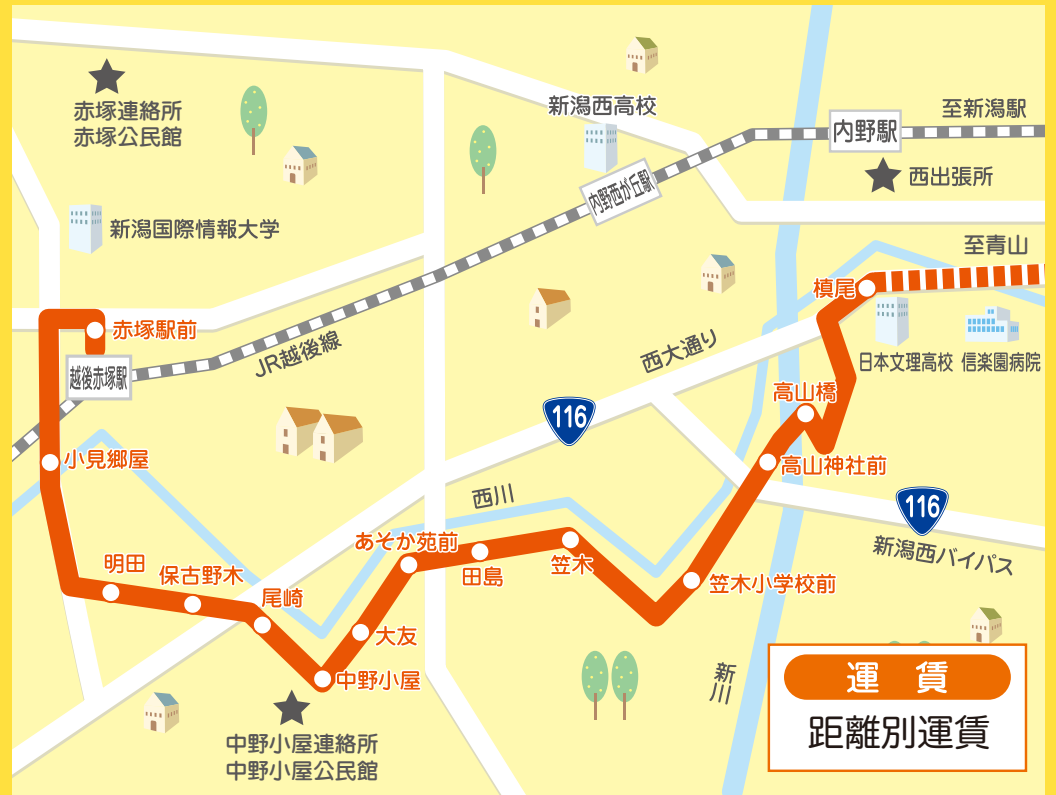 赤塚連絡所
赤塚公民館
新潟西高校
内野駅
至新潟駅
西出張所
内野西が丘駅
新潟国際情報大学
至青山
槙尾
赤塚駅前
越後赤塚駅
JR越後線
西大通り
日本文理高校
信楽園病院
高山橋
116
小見郷屋
高山神社前
西川
116
新潟西バイパス
あそか苑前
田島
笠木
明田
保古野木
尾崎
笠木小学校前
大友
中野小屋
新川
中野小屋連絡所
中野小屋公民館
運 賃
距離別運賃